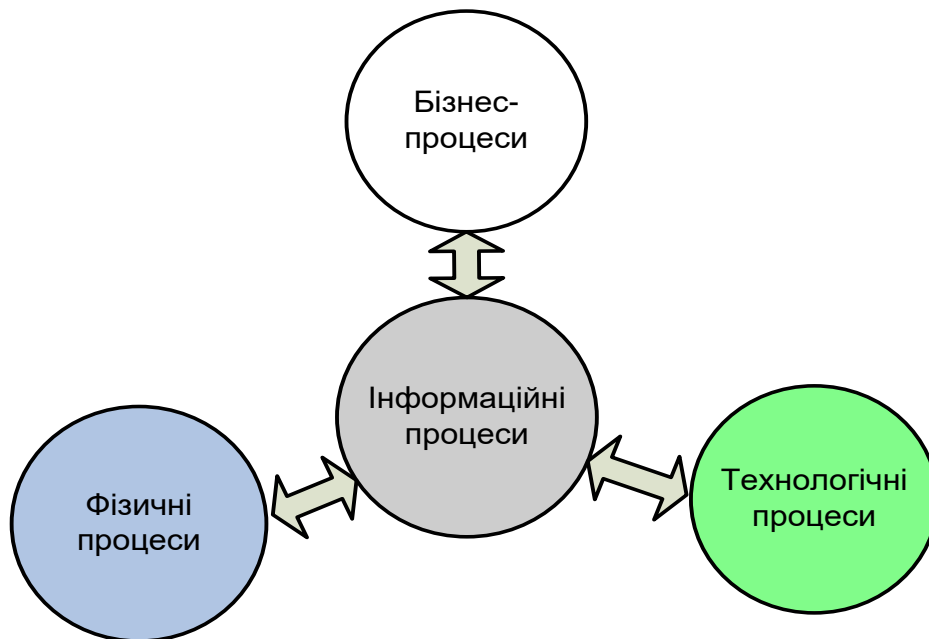 Бізнес-
процеси
Інформаційні
процеси
Фізичні
процеси
Технологічні
процеси